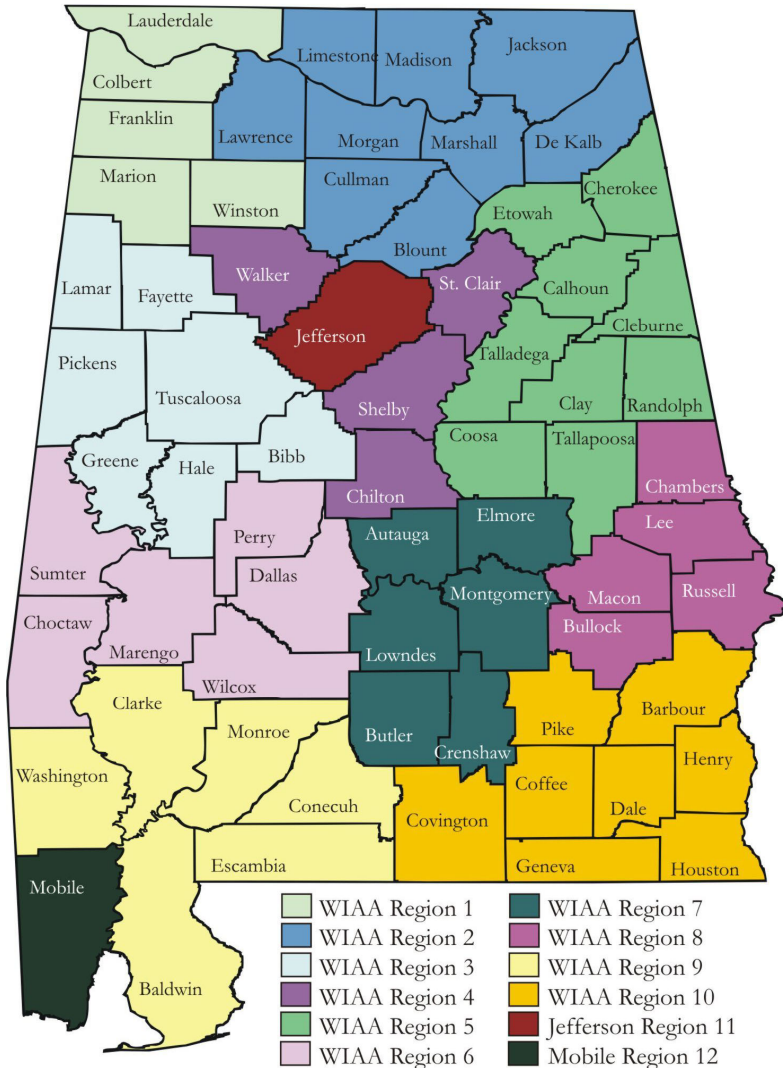 Lauderdale
Limestone
Madison
Jackson
Colbert
Franklin
Lawrence
Morgan
Marshall
De Kalb
Marion
Winston
Cullman
Cherokee
Etowah
Blount
Walker
St. Clair
Lamar
Fayette
Calhoun
Jefferson
Cleburne
Pickens
Talladega
Tuscaloosa
Shelby
Clay
Randolph
Coosa
Tallapoosa
Greene
Hale
Bibb
Chilton
Chambers
Elmore
Autauga
Lee
Perry
Sumter
Dallas
Montgomery
Macon
Russell
Choctaw
Bullock
Marengo
Lowndes
Wilcox
Clarke
Monroe
Butler
Pike
Barbour
Crenshaw
Washington
Henry
Conecuh
Coffee
Covington
Dale
Escambia
Geneva
Houston
Mobile
Baldwin
WIAA Region 1
WIAA Region 2
WIAA Region 3
WIAA Region 4
WIAA Region 5
WIAA Region 6
WIAA Region 7
WIAA Region 8
WIAA Region 9
WIAA Region 10
Jefferson Region 11
Mobile Region 12